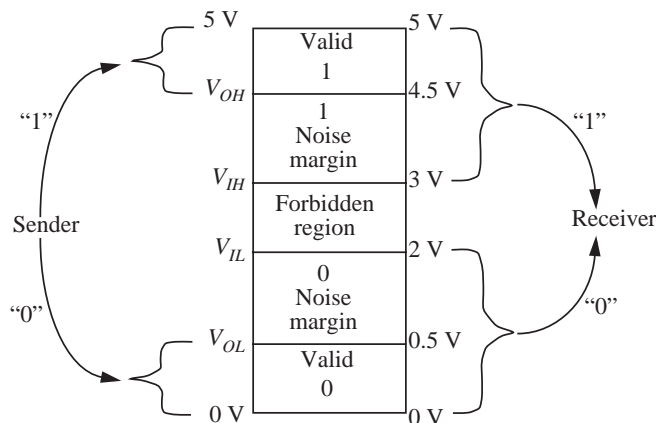 5 V
Valid
1
5 V
V_OH
4.5 V
“1”
1
Noise
margin
“1”
V_IH
3 V
Sender
Forbidden
region
Receiver
V_IL
2 V
“0”
0
Noise
margin
“0”
V_OL
0.5 V
Valid
0
0 V
0 V